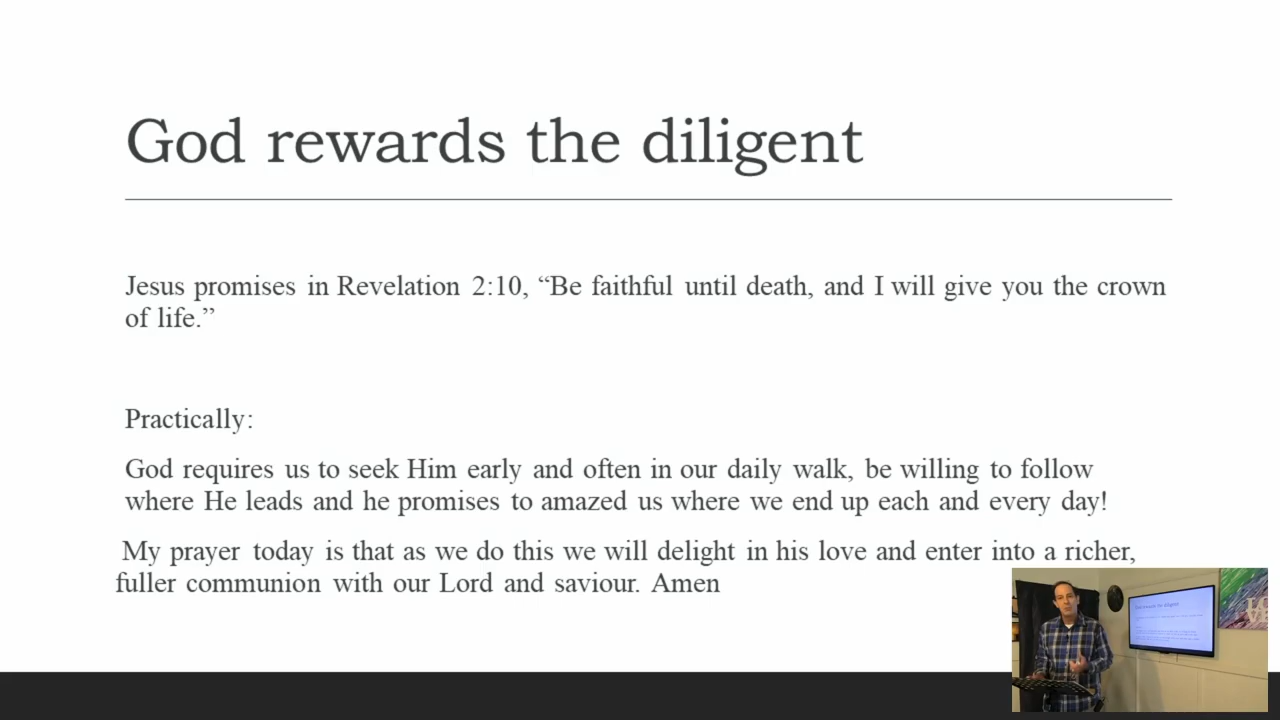 God rewards the diligent
Jesus promises in Revelation 2:10, “Be faithful until death, and I will give you the crown
of life.”
Practically:
God requires us to seek Him early and often in our daily walk, be willing to follow
where He leads and he promises to amazed us where we end up each and every day!
My prayer today is that as we do this we will delight in his love and enter into a richer,
fuller communion with our Lord and saviour. Amen
God rewards the diligent